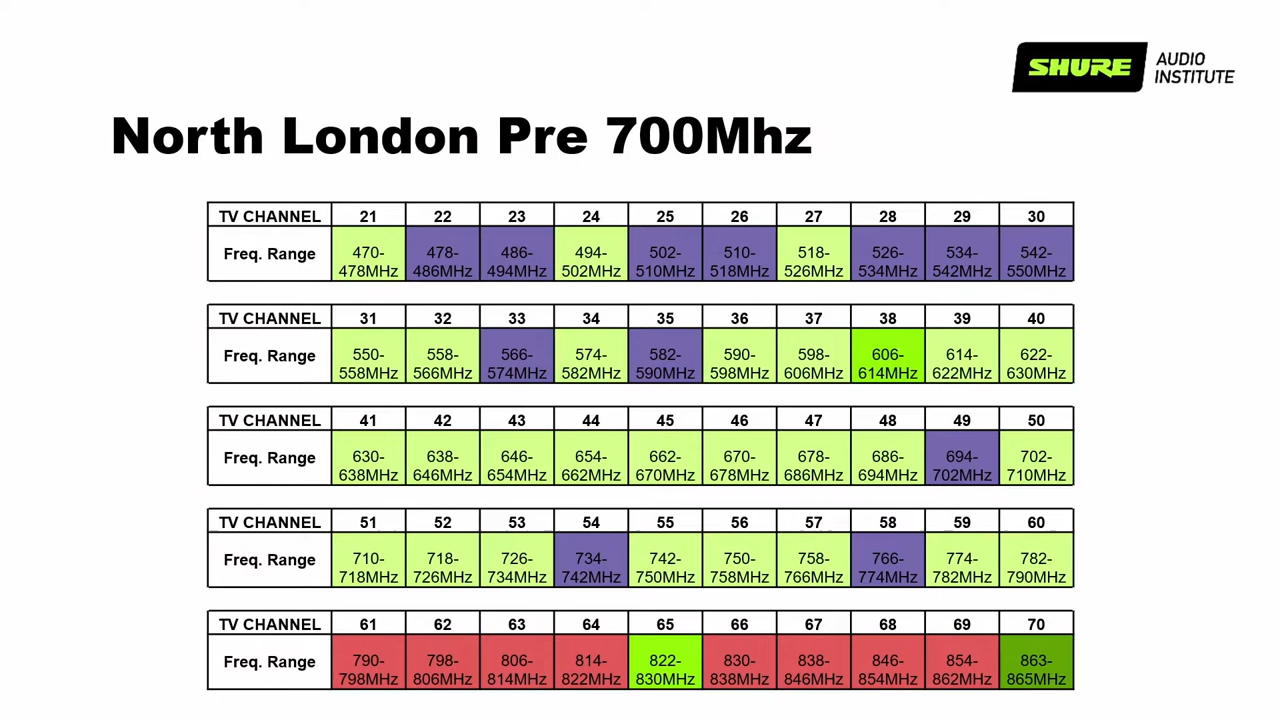 SHURE AUDIO
INSTITUTE
North London Pre 700Mhz
TV CHANNEL 21 22 23 24 25 26 27 28 29 30
Freq. Range 470-478MHz 478-486MHz 486-494MHz 494-502MHz 502-510MHz 510-518MHz 518-526MHz 526-534MHz 534-542MHz 542-550MHz
TV CHANNEL 31 32 33 34 35 36 37 38 39 40
Freq. Range 550-558MHz 558-566MHz 566-574MHz 574-582MHz 582-590MHz 590-598MHz 598-606MHz 606-614MHz 614-622MHz 622-630MHz
TV CHANNEL 41 42 43 44 45 46 47 48 49 50
Freq. Range 630-638MHz 638-646MHz 646-654MHz 654-662MHz 662-670MHz 670-678MHz 678-686MHz 686-694MHz 694-702MHz 702-710MHz
TV CHANNEL 51 52 53 54 55 56 57 58 59 60
Freq. Range 710-718MHz 718-726MHz 726-734MHz 734-742MHz 742-750MHz 750-758MHz 758-766MHz 766-774MHz 774-782MHz 782-790MHz
TV CHANNEL 61 62 63 64 65 66 67 68 69 70
Freq. Range 790-798MHz 798-806MHz 806-814MHz 814-822MHz 822-830MHz 830-838MHz 838-846MHz 846-854MHz 854-862MHz 863-865MHz